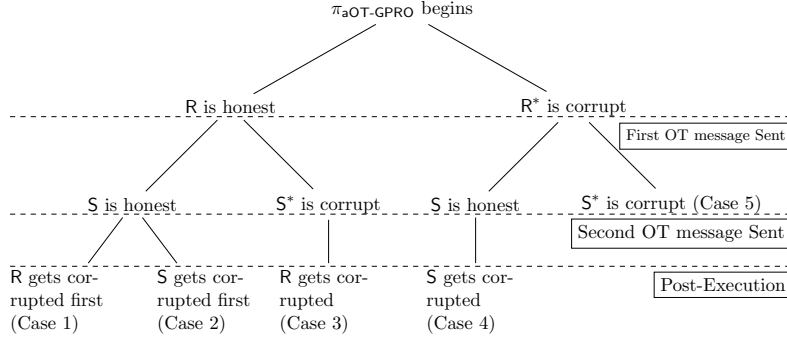 π_aOT-GPRO begins
R is honest
R* is corrupt
First OT message Sent
S is honest
S* is corrupt
S is honest
S* is corrupt (Case 5)
Second OT message Sent
R gets cor-
rupted first
(Case 1)
S gets cor-
rupted first
(Case 2)
R gets cor-
rupted
(Case 3)
S gets cor-
rupted
(Case 4)
Post-Execution